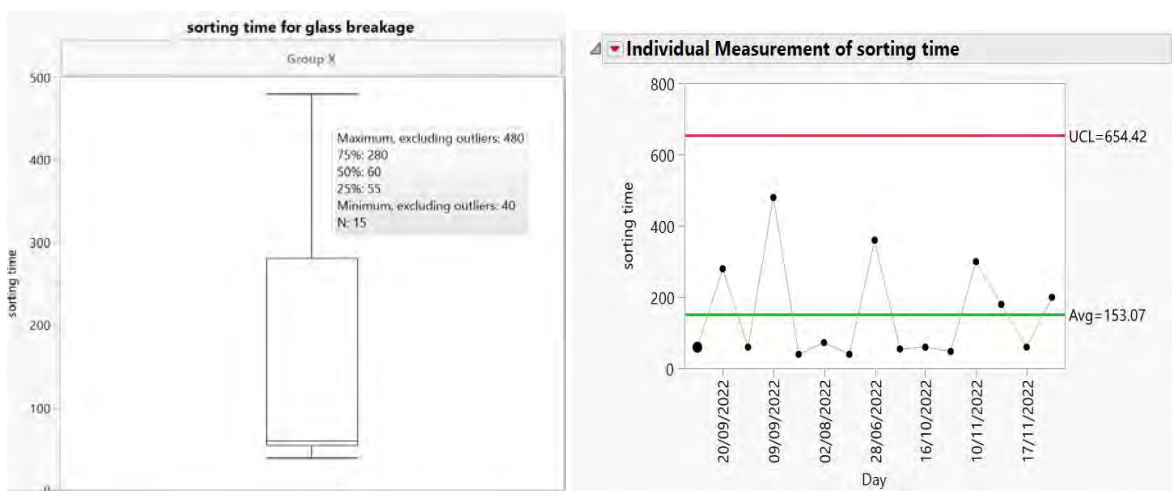 sorting time for glass breakage
Group X
500
400
300
200
100
0
sorting time
Maximum, excluding outliers: 480
75%: 280
50%: 60
25%: 55
Minimum, excluding outliers: 40
N: 15
Individual Measurement of sorting time
800
600
400
200
0
sorting time
UCL=654.42
Avg=153.07
20/09/2022
09/09/2022
02/08/2022
28/06/2022
16/10/2022
10/11/2022
17/11/2022
Day